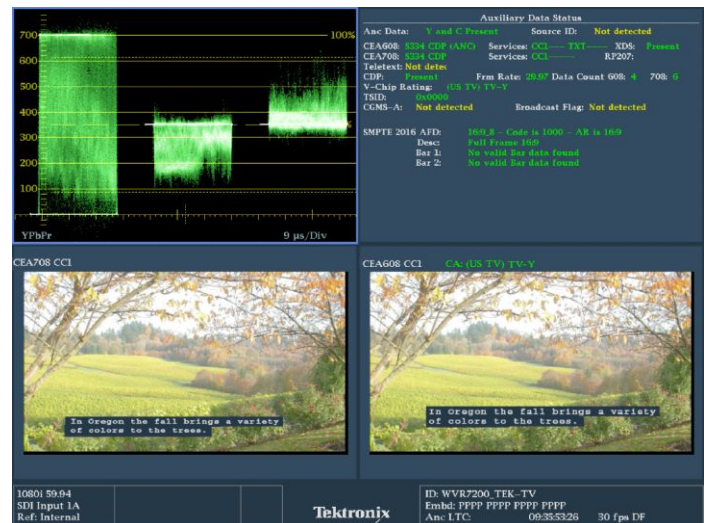 700
100%
600
500
400
300
200
100
YPbPr
9 µs/Div
Auxiliary Data Status
Anc Data: Y and C Present Source ID: Not detected
CEA608: S334 CDP (ANC) Services: CC1---- TXT---- XDS: Present
CEA708: S334 CDP Services: CC1----- RP207:
Teletext: Not detec
CDP: Present Frm Rate: 29.97 Data Count 608: 4 708: 6
V-Chip Rating: (US TV) TV-Y
TSID: 0x0000
CGMS-A: Not detected Broadcast Flag: Not detected
SMPTE 2016 AFD: 16:9_8 - Code is 1000 - AR is 16:9
Desc: Full Frame 16:9
Bar 1: No valid Bar data found
Bar 2: No valid Bar data found
CEA708 CC1
In Oregon the fall brings a variety
of colors to the trees.
CEA608 CC1 CA: (US TV) TV-Y
In Oregon the fall brings a variety
of colors to the trees.
1080i 59.94
SDI Input 1A
Ref: Internal
Tektronix
ID: WVR7200_TEK-TV
Embd: PPPP PPPP PPPP PPPP
Anc LTC: 09:35:53:26 30 fps DF